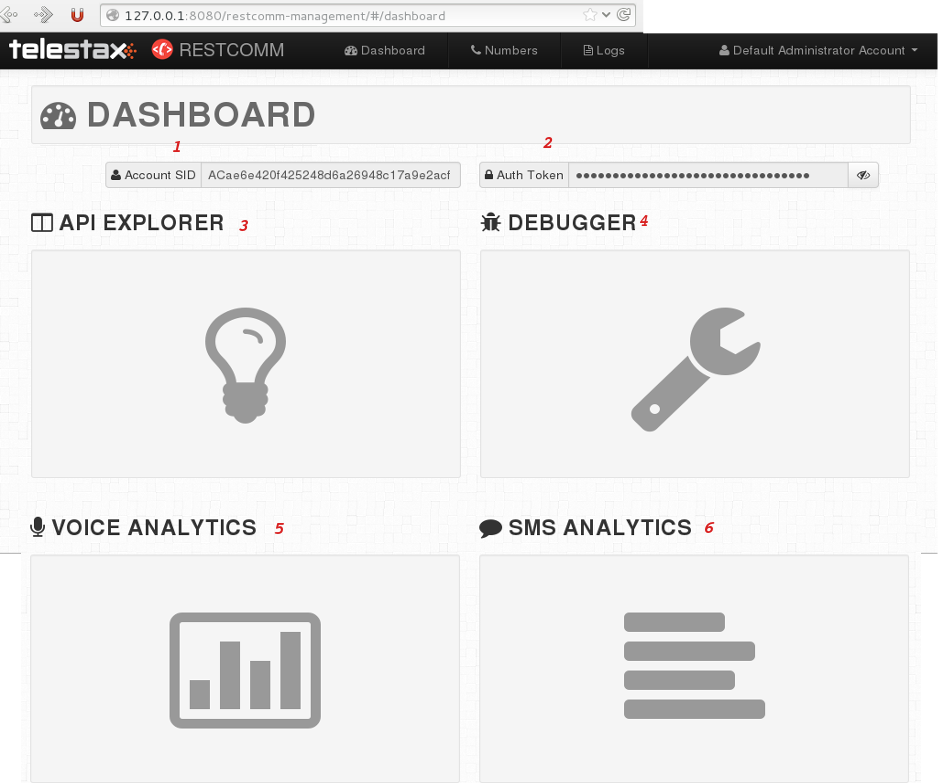 127.0.0.1:8080/restcomm-management/#/dashboard
telestax RESTCOMM Dashboard Numbers Logs Default Administrator Account
DASHBOARD
1 2
Account SID ACae6e420f425248d6a26948c17a9e2acf Auth Token ••••••••••••••••••••••••••••••••
API EXPLORER 3 DEBUGGER 4
VOICE ANALYTICS 5 SMS ANALYTICS 6